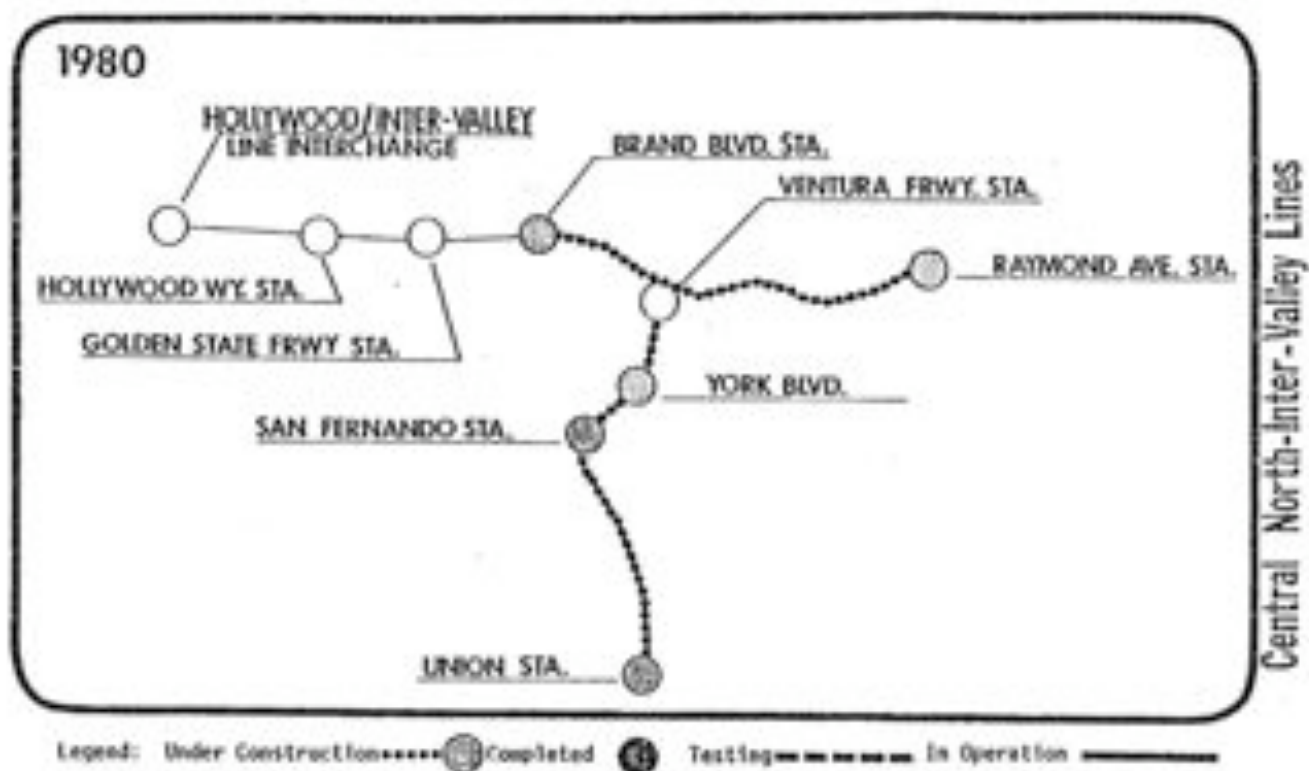 1980
HOLLYWOOD/INTER-VALLEY
LINE INTERCHANGE
BRAND BLVD. STA.
VENTURA FRWY. STA.
RAYMOND AVE. STA.
HOLLYWOOD WY. STA.
GOLDEN STATE FRWY STA.
YORK BLVD.
SAN FERNANDO STA.
UNION STA.
Central North-Inter-Valley Lines
Legend: Under Construction Completed Testing In Operation